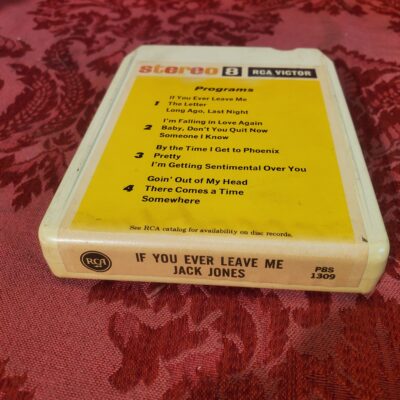 stereo 8 RCA VICTOR
Programs
1 If You Ever Leave Me
The Letter
Long Ago, Last Night
2 I'm Falling in Love Again
Baby, Don't You Quit Now
Someone I Know
3 By the Time I Get to Phoenix
Pretty
I'm Getting Sentimental Over You
4 Goin' Out of My Head
There Comes a Time
Somewhere
See RCA catalog for availability on disc records.
RCA IF YOU EVER LEAVE ME
JACK JONES
P8S
1309